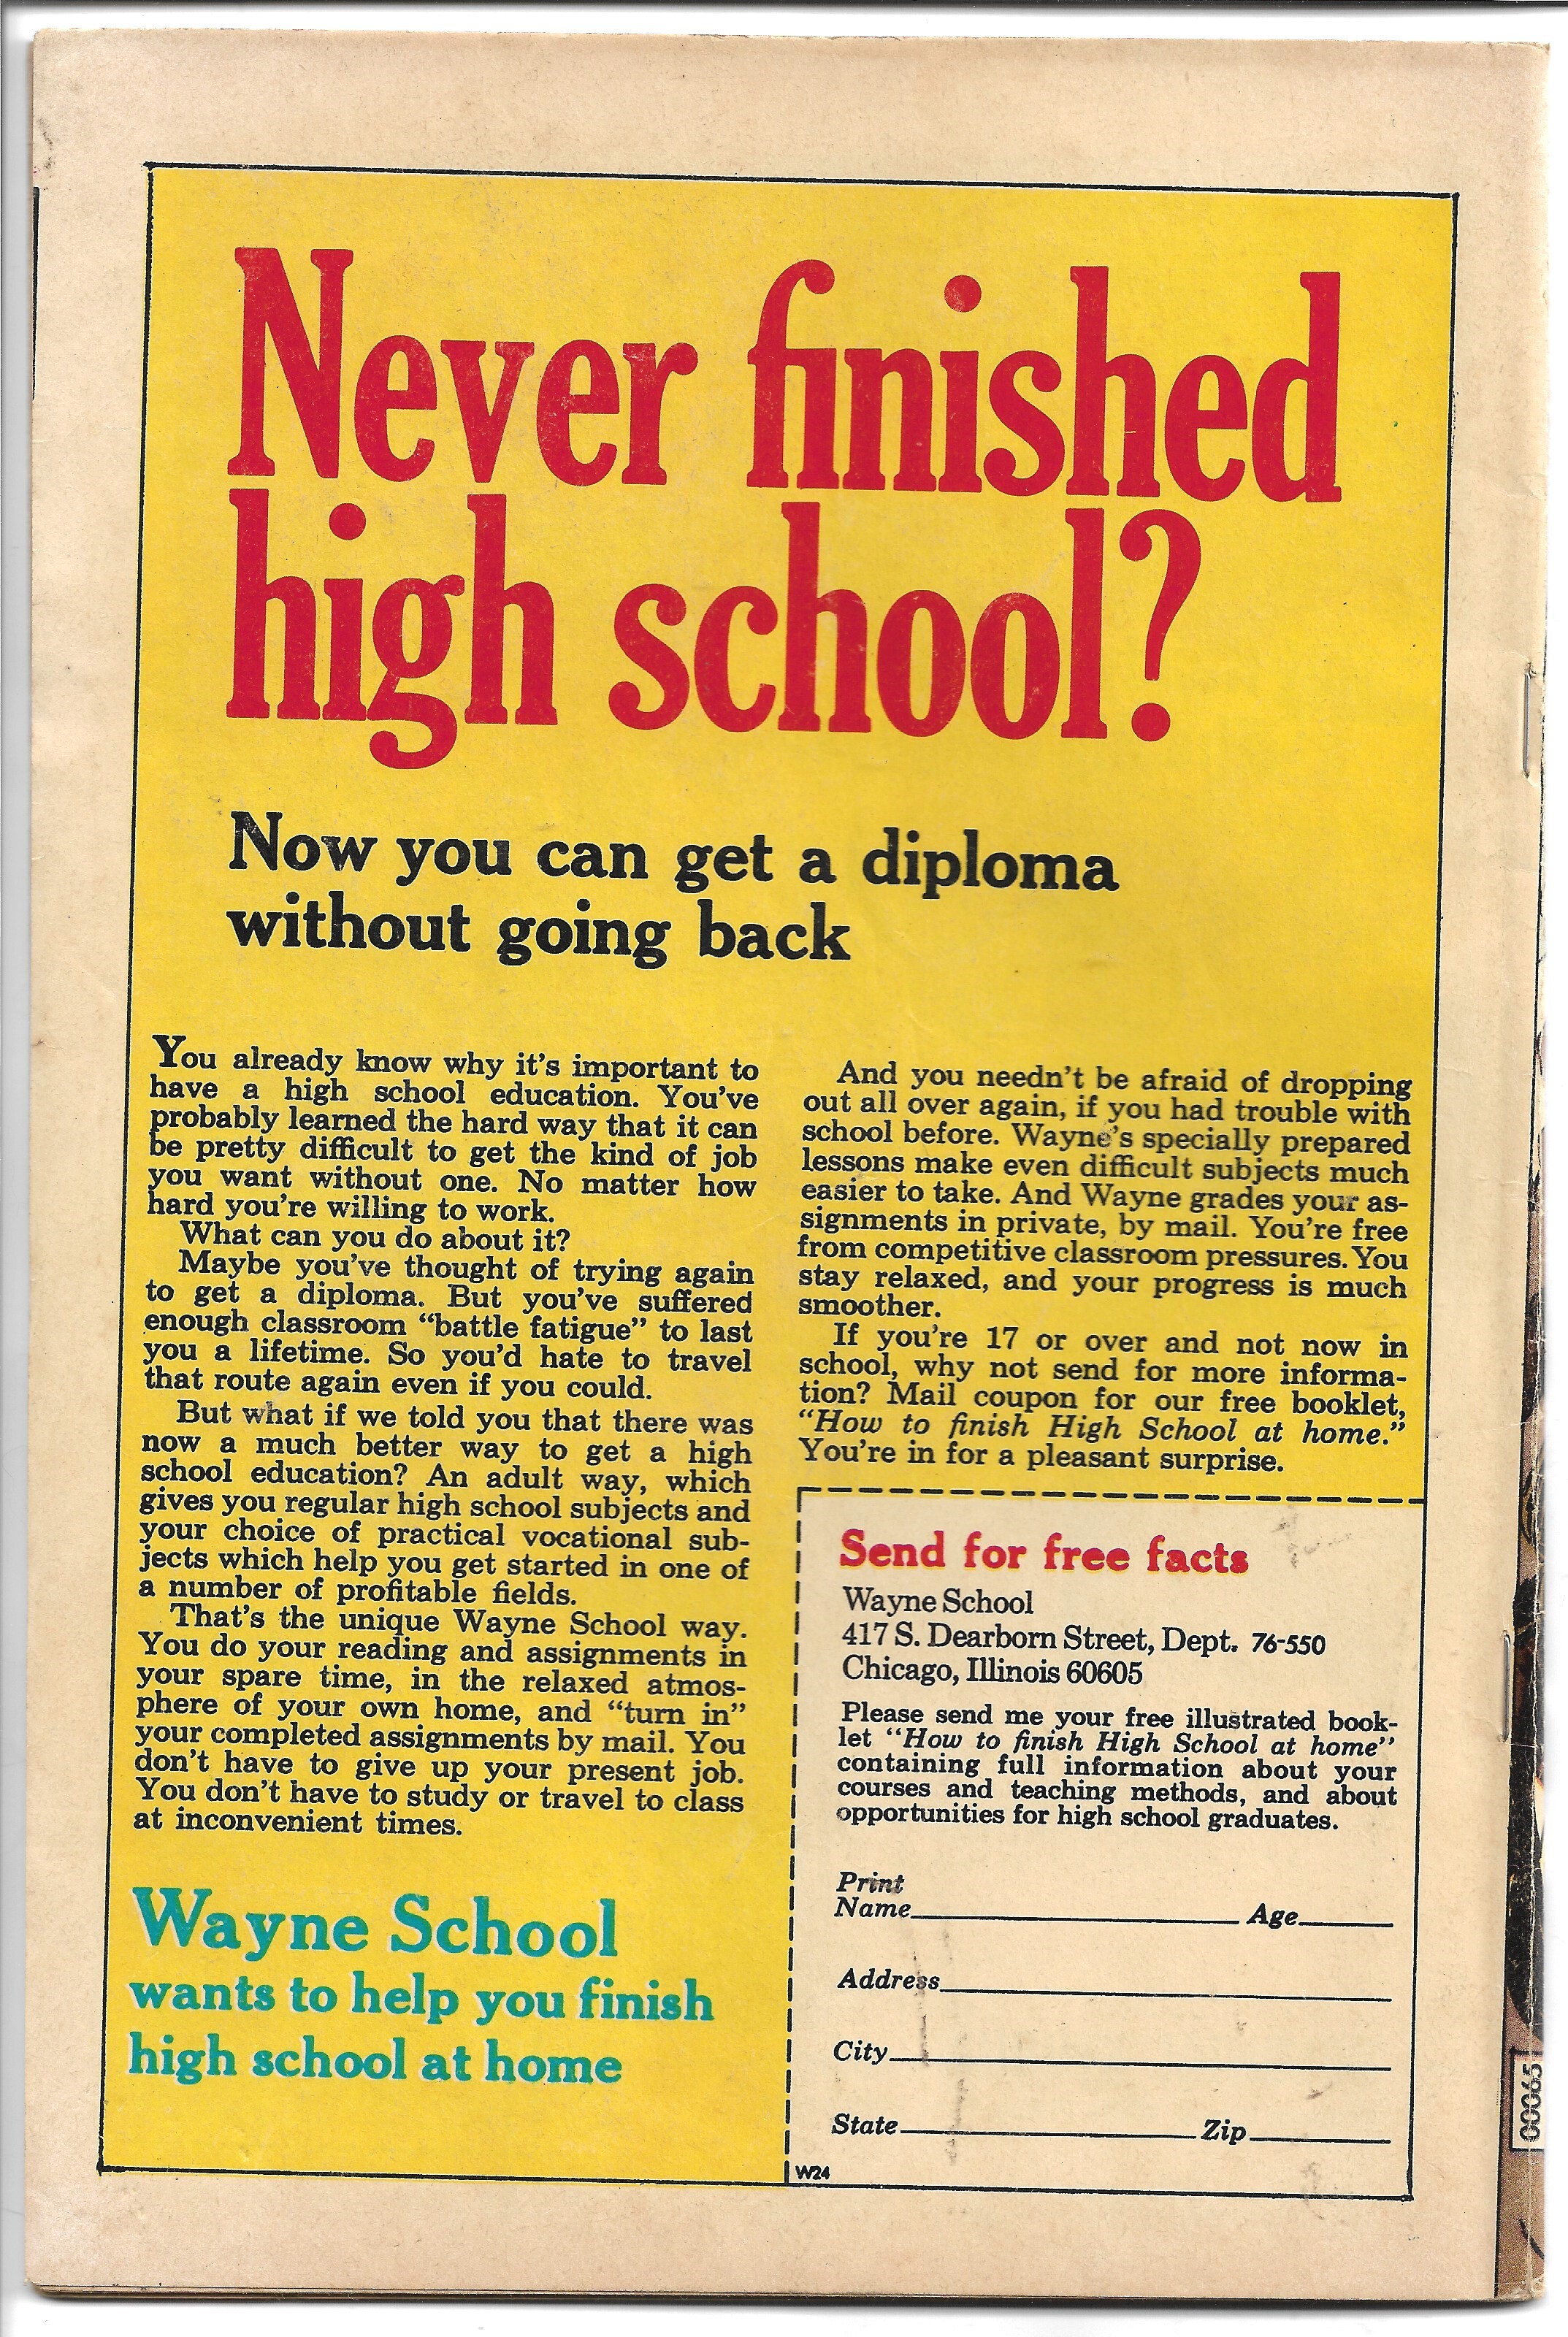 Never finished
high school?
Now you can get a diploma
without going back
You already know why it's important to
have a high school education. You've
probably learned the hard way that it can
be pretty difficult to get the kind of job
you want without one. No matter how
hard you're willing to work.
What can you do about it?
Maybe you've thought of trying again
to get a diploma. But you've suffered
enough classroom “battle fatigue” to last
you a lifetime. So you'd hate to travel
that route again even if you could.
But what if we told you that there was
now a much better way to get a high
school education? An adult way, which
gives you regular high school subjects and
your choice of practical vocational sub-
jects which help you get started in one of
a number of profitable fields.
That's the unique Wayne School way.
You do your reading and assignments in
your spare time, in the relaxed atmos-
phere of your own home, and “turn in”
your completed assignments by mail. You
don't have to give up your present job.
You don't have to study or travel to class
at inconvenient times.
Wayne School
wants to help you finish
high school at home
And you needn't be afraid of dropping
out all over again, if you had trouble with
school before. Wayne's specially prepared
lessons make even difficult subjects much
easier to take. And Wayne grades your as-
signments in private, by mail. You're free
from competitive classroom pressures. You
stay relaxed, and your progress is much
smoother.
If you're 17 or over and not now in
school, why not send for more informa-
tion? Mail coupon for our free booklet,
“How to finish High School at home.”
You're in for a pleasant surprise.
Send for free facts
Wayne School
417 S. Dearborn Street, Dept. 76-550
Chicago, Illinois 60605
Please send me your free illustrated book-
let “How to finish High School at home”
containing full information about your
courses and teaching methods, and about
opportunities for high school graduates.
Print
Name Age
Address
City
State Zip
W24
00065